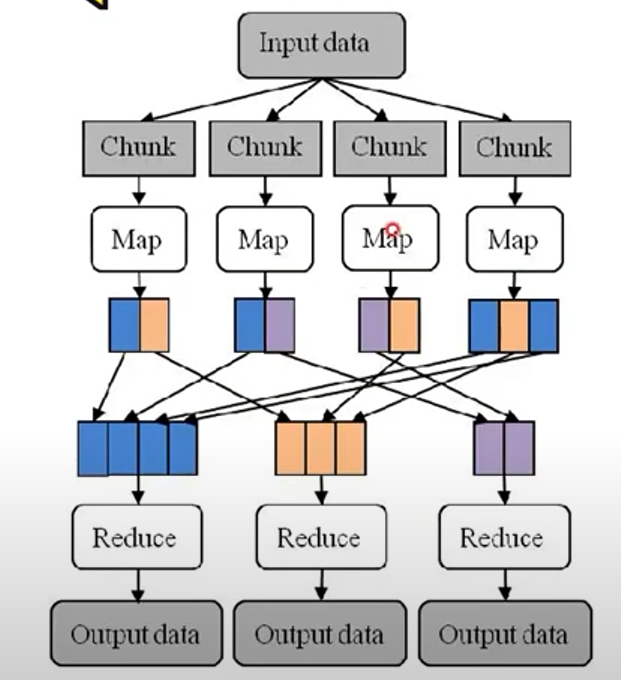 Input data
Chunk
Chunk
Chunk
Chunk
Map
Map
Map
Map
Reduce
Reduce
Reduce
Output data
Output data
Output data